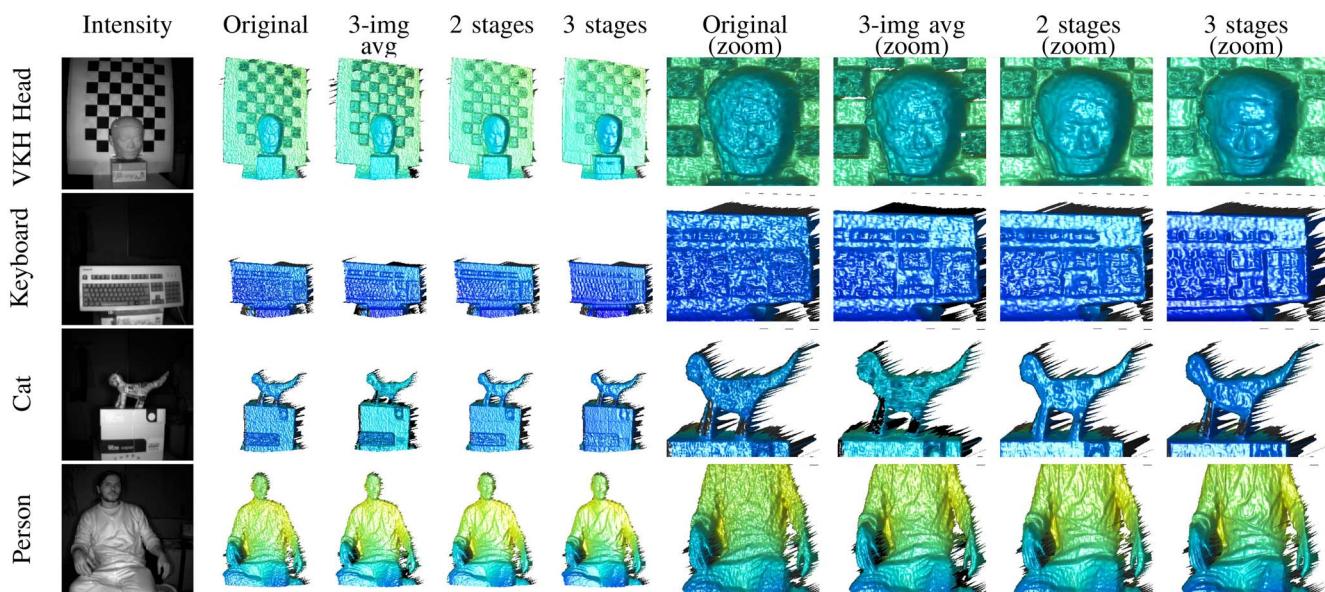 Intensity Original 3-img avg 2 stages 3 stages Original (zoom) 3-img avg (zoom) 2 stages (zoom) 3 stages (zoom)
VKH Head
Keyboard
Cat
Person